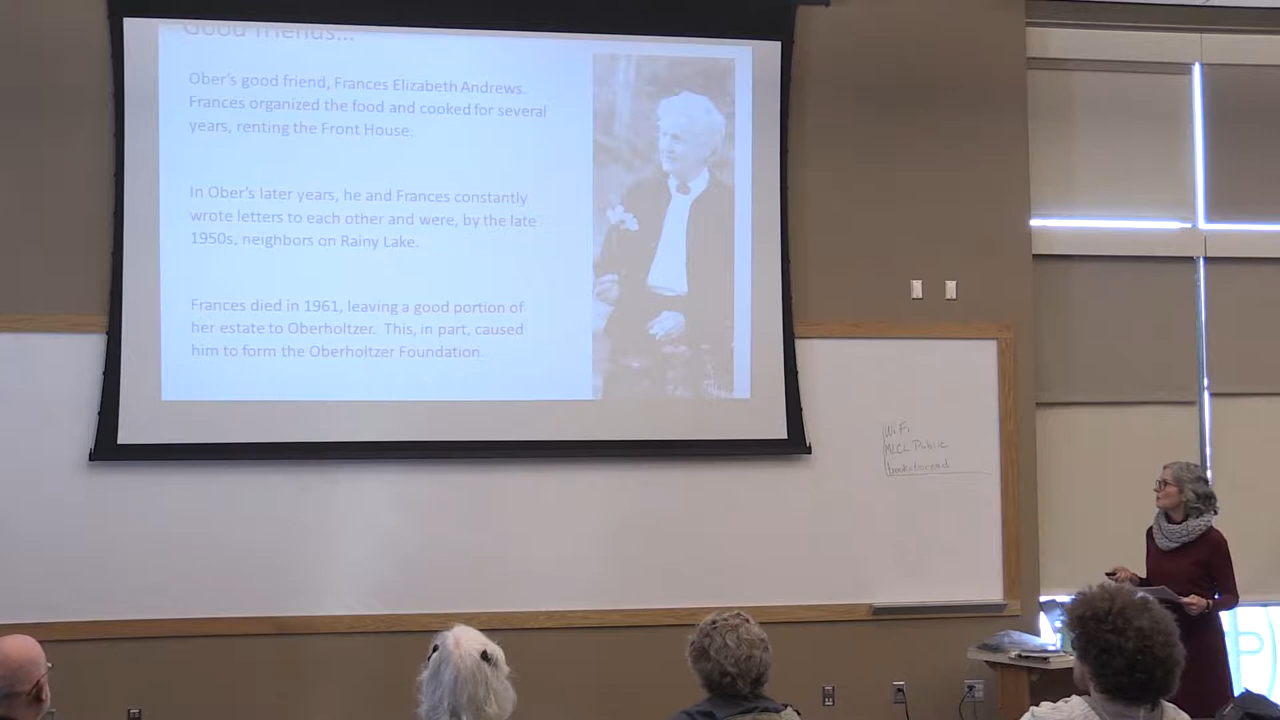 Good friends...
Ober's good friend, Frances Elizabeth Andrews.
Frances organized the food and cooked for several
years, renting the Front House.
In Ober's later years, he and Frances constantly
wrote letters to each other and were, by the late
1950s, neighbors on Rainy Lake.
Frances died in 1961, leaving a good portion of
her estate to Oberholtzer. This, in part, caused
him to form the Oberholtzer Foundation.
WiFi
Public